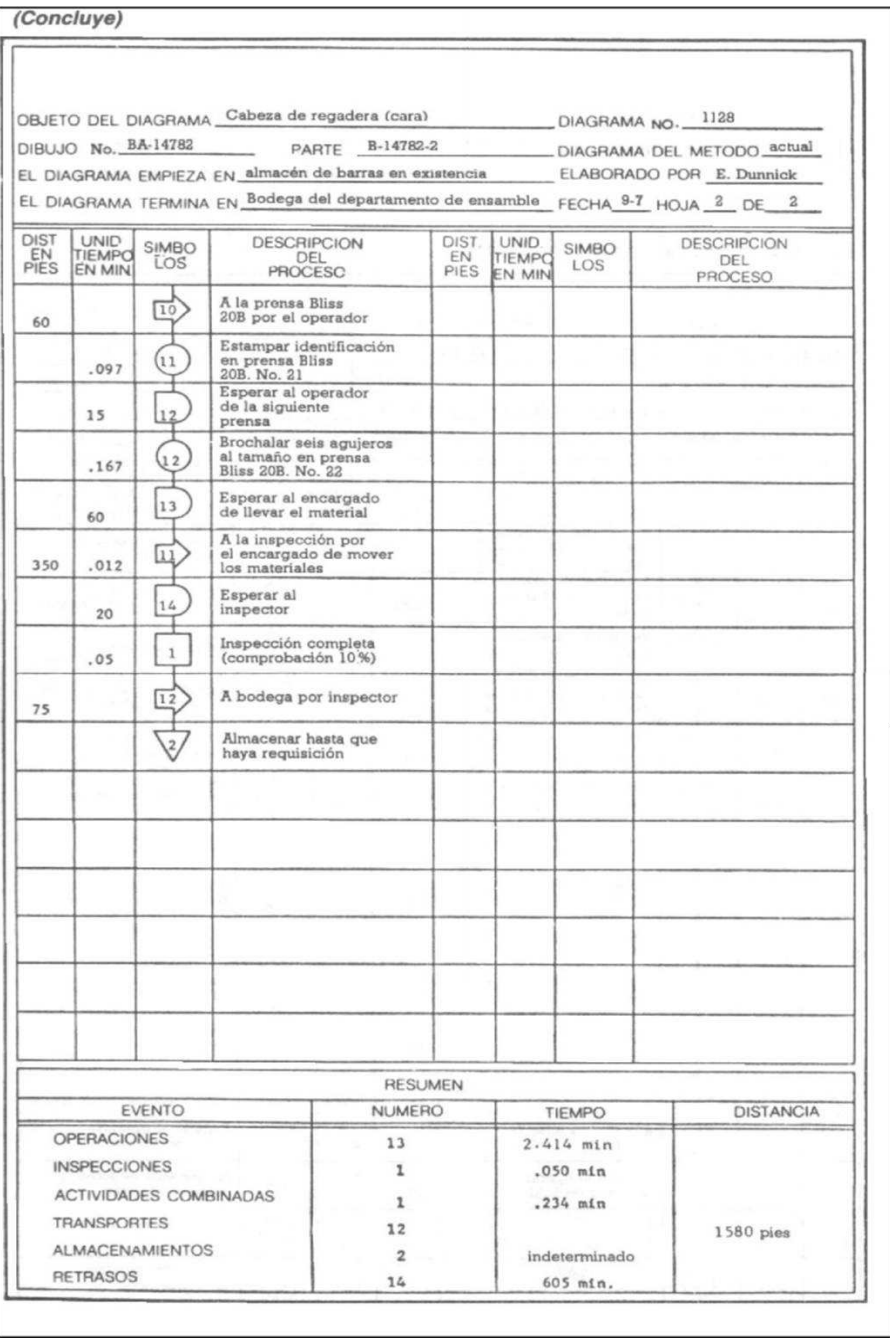 (Concluye)
OBJETO DEL DIAGRAMA Cabeza de regadera (cara) DIAGRAMA NO. 1128
DIBUJO No. BA-14782 PARTE B-14782-2 DIAGRAMA DEL METODO actual
EL DIAGRAMA EMPIEZA EN almacén de barras en existencia ELABORADO POR E. Dunnick
EL DIAGRAMA TERMINA EN Bodega del departamento de ensamble FECHA 9-7 HOJA 2 DE 2
DIST EN PIES UNID TIEMPO EN MIN. SIMBO LOS DESCRIPCION DEL PROCESO DIST. EN PIES UNID. TIEMPO EN MIN SIMBO LOS DESCRIPCION DEL PROCESO
10 A la prensa Bliss
60 20B por el operador
Estampar identificación
.097 11 en prensa Bliss
20B. No. 21
Esperar al operador
15 12 de la siguiente
prensa
Brochalar seis agujeros
.167 12 al tamaño en prensa
Bliss 20B. No. 22
13 Esperar al encargado
60 de llevar el material
A la inspección por
350 .012 11 el encargado de mover
los materiales
14 Esperar al
20 inspector
1 Inspección completa
.05 (comprobación 10%)
75 12 A bodega por inspector
2 Almacenar hasta que
haya requisición
RESUMEN
EVENTO NUMERO TIEMPO DISTANCIA
OPERACIONES 13 2.414 min
INSPECCIONES 1 .050 min
ACTIVIDADES COMBINADAS 1 .234 min
TRANSPORTES 12 1580 pies
ALMACENAMIENTOS 2 indeterminado
RETRASOS 14 605 min.